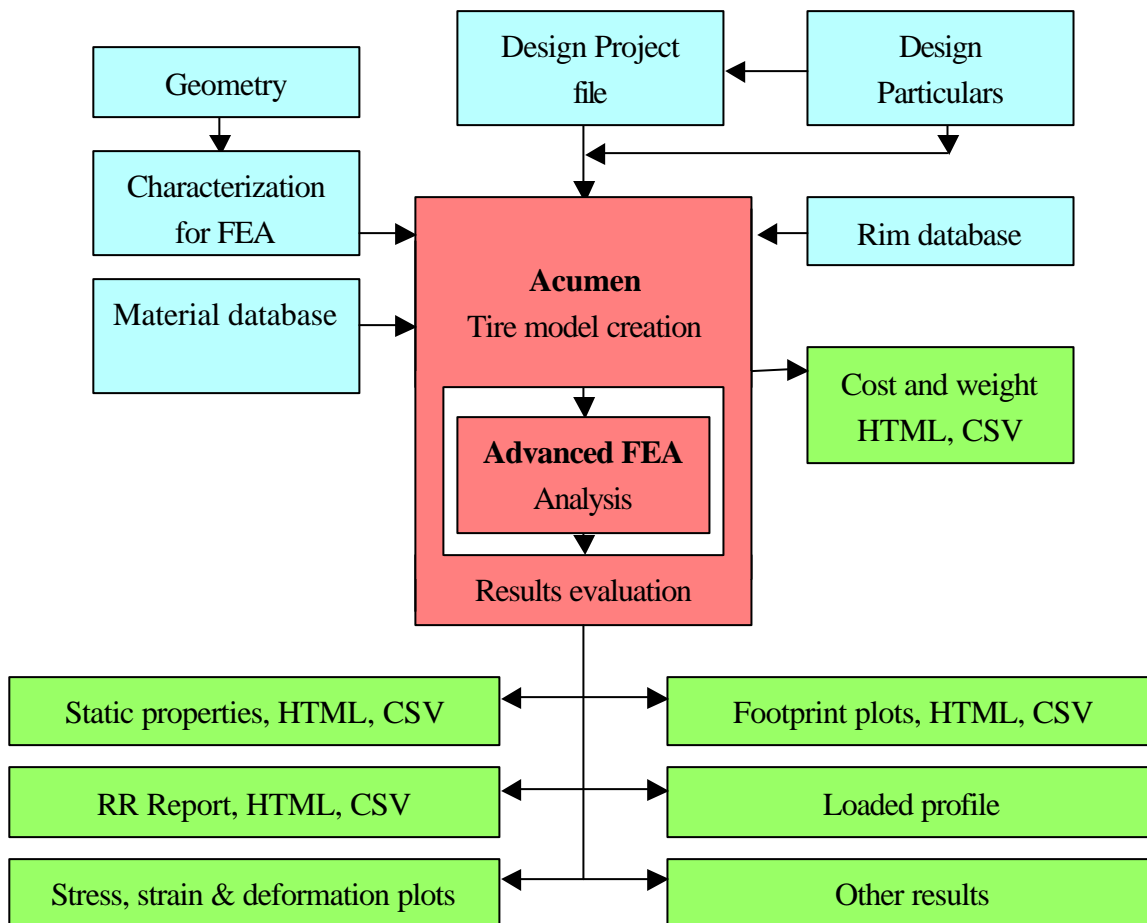 Geometry
Design Project
file
Design
Particulars
Characterization
for FEA
Rim database
Material database
Acumen
Tire model creation
Cost and weight
HTML, CSV
Advanced FEA
Analysis
Results evaluation
Static properties, HTML, CSV
Footprint plots, HTML, CSV
RR Report, HTML, CSV
Loaded profile
Stress, strain & deformation plots
Other results